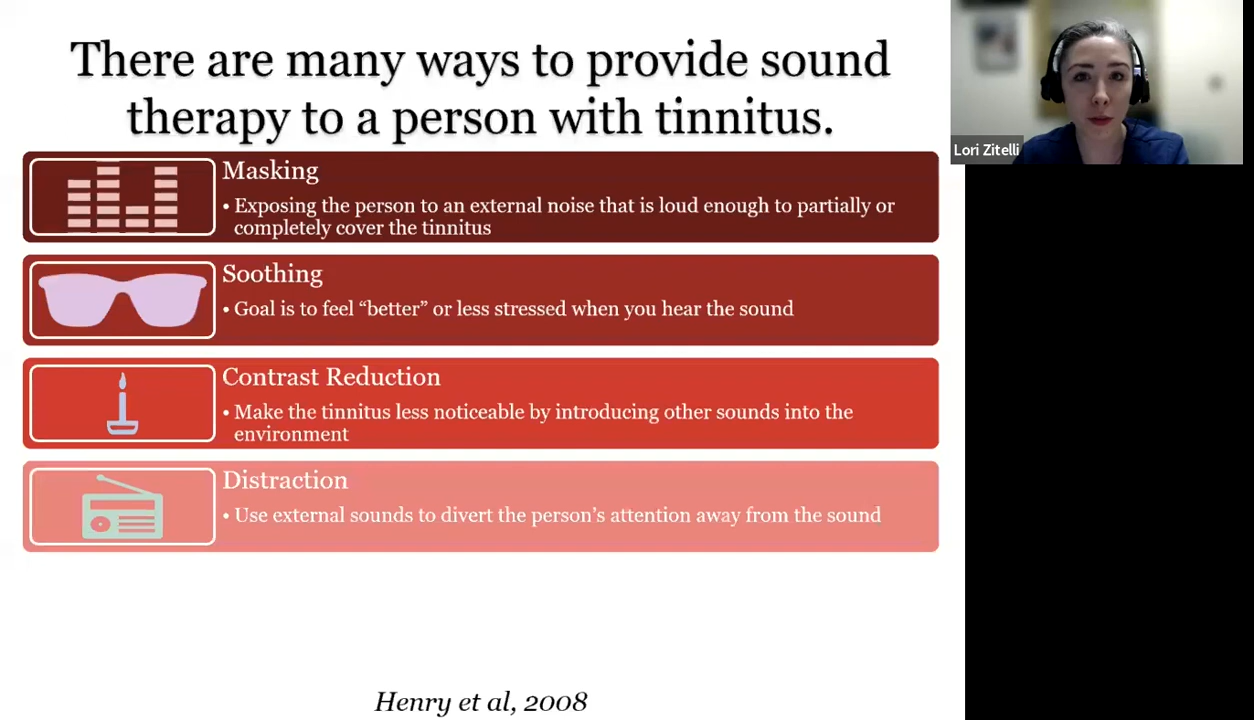 There are many ways to provide sound
therapy to a person with tinnitus.
Lori Zitelli
Masking
• Exposing the person to an external noise that is loud enough to partially or
completely cover the tinnitus
Soothing
• Goal is to feel “better” or less stressed when you hear the sound
Contrast Reduction
• Make the tinnitus less noticeable by introducing other sounds into the
environment
Distraction
• Use external sounds to divert the person’s attention away from the sound
Henry et al, 2008